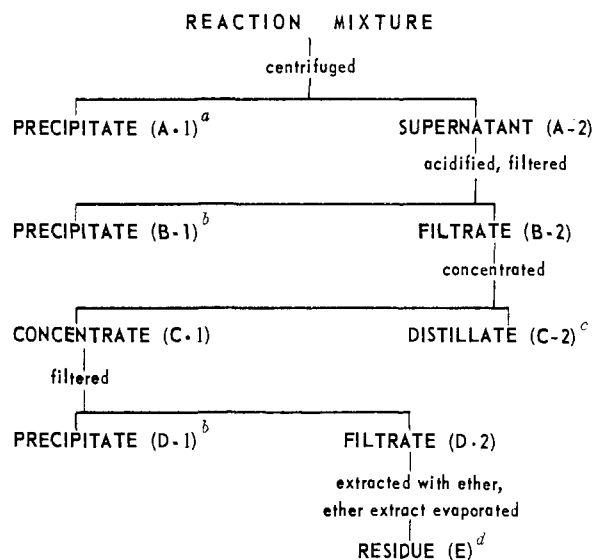 REACTION MIXTURE
centrifuged
PRECIPITATE (A-1)a SUPERNATANT (A-2)
acidified, filtered
PRECIPITATE (B-1)b FILTRATE (B-2)
concentrated
CONCENTRATE (C-1) DISTILLATE (C-2)c
filtered
PRECIPITATE (D-1)b FILTRATE (D-2)
extracted with ether,
ether extract evaporated
RESIDUE (E)d